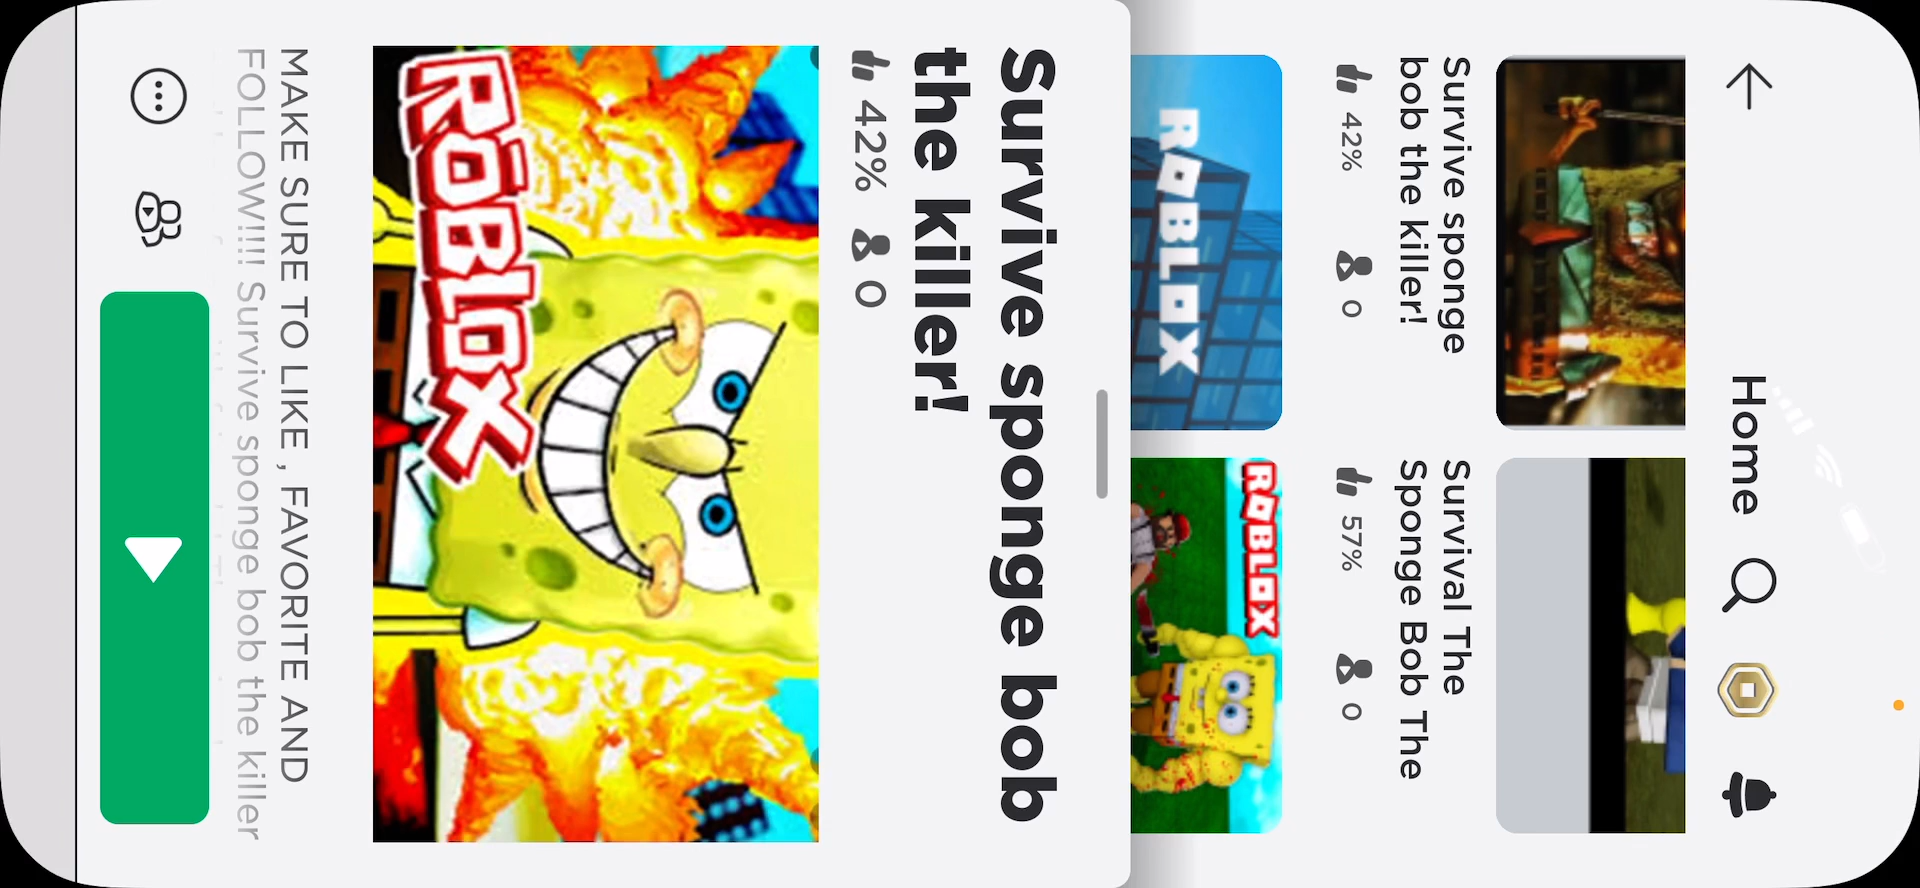 Home
Survive sponge
bob the killer!
42% 0
Survival The
Sponge Bob The
57% 0
ROBLOX
ROBLOX
Survive sponge bob
the killer!
42% 0
ROBLOX
MAKE SURE TO LIKE , FAVORITE AND
FOLLOW!!!! Survive sponge bob the killer